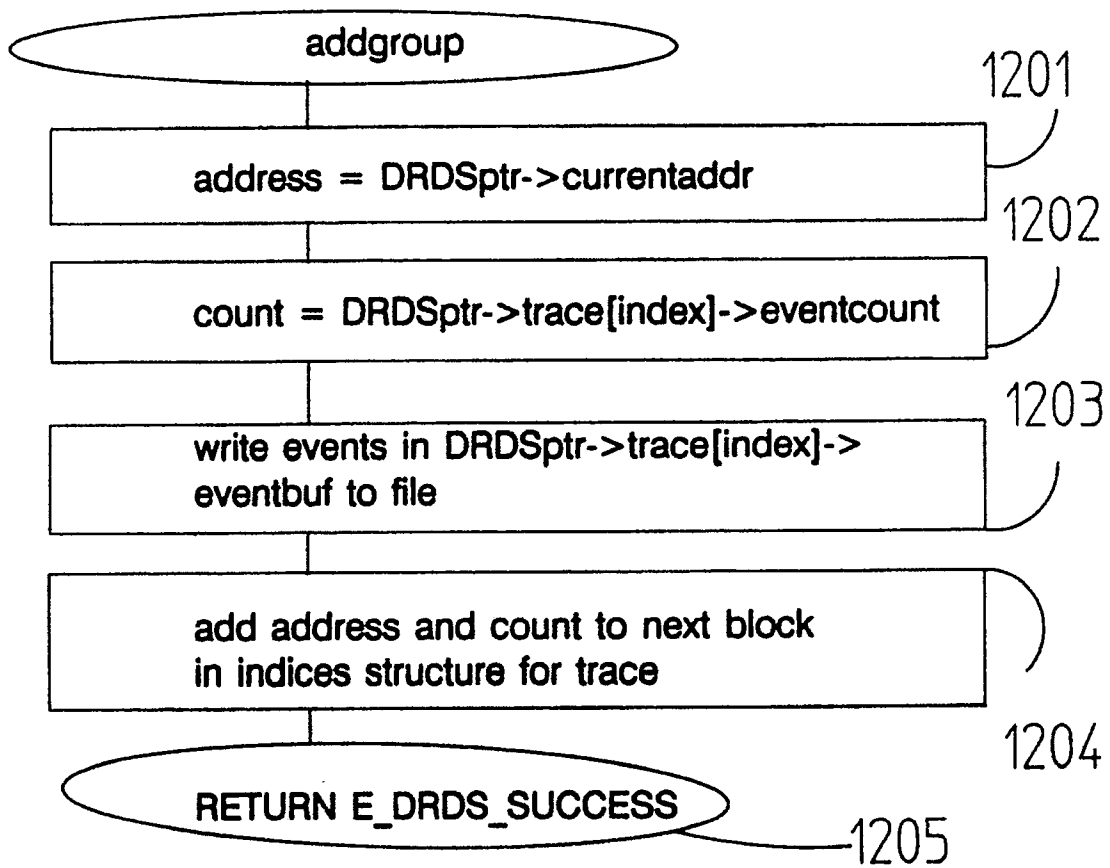 addgroup
1201
address = DRDSptr->currentaddr
1202
count = DRDSptr->trace[index]->eventcount
1203
write events in DRDSptr->trace[index]->
eventbuf to file
add address and count to next block
in indices structure for trace
1204
RETURN E_DRDS_SUCCESS
1205